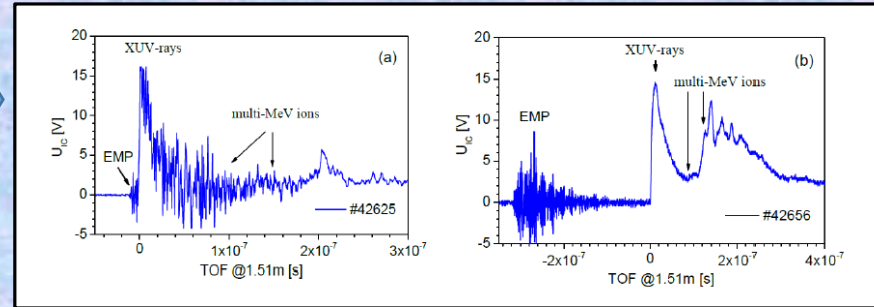 XUV-rays
(a)
multi-MeV ions
EMP
U_IC [V]
20
15
10
5
0
-5
#42625
0 1x10^-7 2x10^-7 3x10^-7
TOF @1.51m [s]
XUV-rays
(b)
multi-MeV ions
EMP
U_IC [V]
20
15
10
5
0
-5
#42656
-2x10^-7 0 2x10^-7 4x10^-7
TOF @1.51m [s]